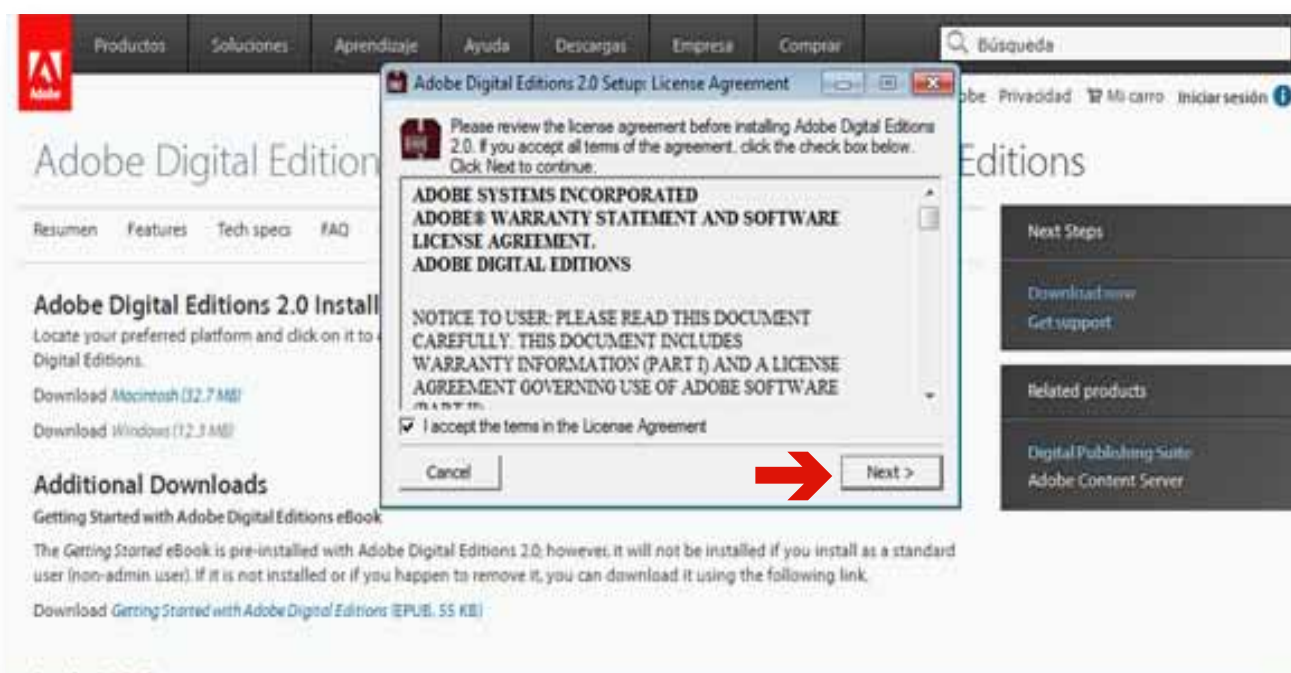 Productos Soluciones Aprendizaje Ayuda Descargas Empresa Comprar Búsqueda
Adobe
Adobe Digital Editions 2.0 Setup: License Agreement
obe Privacidad Mi carro Iniciar sesión
Please review the license agreement before installing Adobe Digital Editions
2.0. If you accept all terms of the agreement, click the check box below.
Click Next to continue.
Adobe Digital Edition
Editions
ADOBE SYSTEMS INCORPORATED
ADOBE® WARRANTY STATEMENT AND SOFTWARE
LICENSE AGREEMENT.
ADOBE DIGITAL EDITIONS
NOTICE TO USER: PLEASE READ THIS DOCUMENT
CAREFULLY. THIS DOCUMENT INCLUDES
WARRANTY INFORMATION (PART I) AND A LICENSE
AGREEMENT GOVERNING USE OF ADOBE SOFTWARE
(PART II)
I accept the terms in the License Agreement
Cancel
Next >
Resumen Features Tech specs FAQ
Adobe Digital Editions 2.0 Install
Locate your preferred platform and click on it to
Digital Editions.
Download Macintosh (32.7 MB)
Download Windows (12.3 MB)
Additional Downloads
Getting Started with Adobe Digital Editions eBook
The Getting Started eBook is pre-installed with Adobe Digital Editions 2.0; however, it will not be installed if you install as a standard
user (non-admin user). If it is not installed or if you happen to remove it, you can download it using the following link.
Download Getting Started with Adobe Digital Editions (EPUB, 55 KB)
Next Steps
Download now
Get support
Related products
Digital Publishing Suite
Adobe Content Server